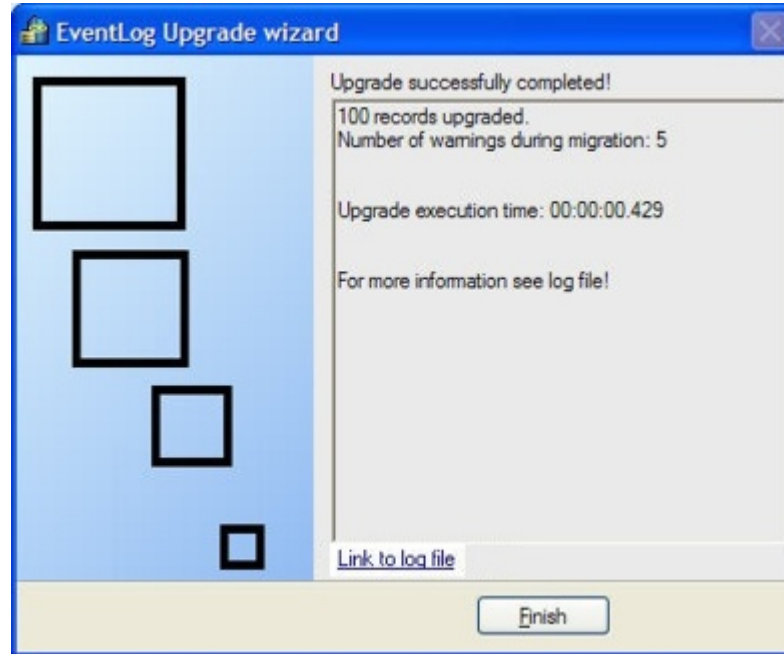 EventLog Upgrade wizard
Upgrade successfully completed!
100 records upgraded.
Number of warnings during migration: 5
Upgrade execution time: 00:00:00.429
For more information see log file!
Link to log file
Finish